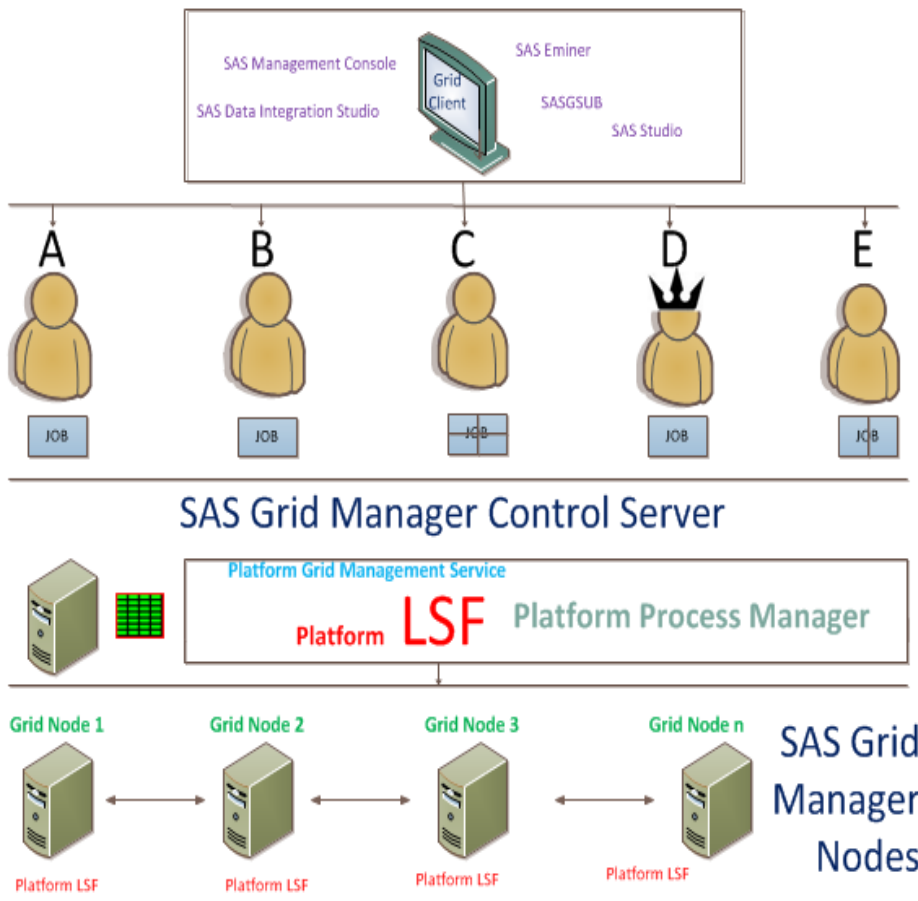 SAS Management Console
SAS Eminer
Grid
Client
SAS Data Integration Studio
SASGSUB
SAS Studio
A
B
C
D
E
JOB
JOB
JOB
JOB
JOB
SAS Grid Manager Control Server
Platform Grid Management Service
Platform LSF Platform Process Manager
Grid Node 1
Grid Node 2
Grid Node 3
Grid Node n
SAS Grid
Manager
Nodes
Platform LSF
Platform LSF
Platform LSF
Platform LSF